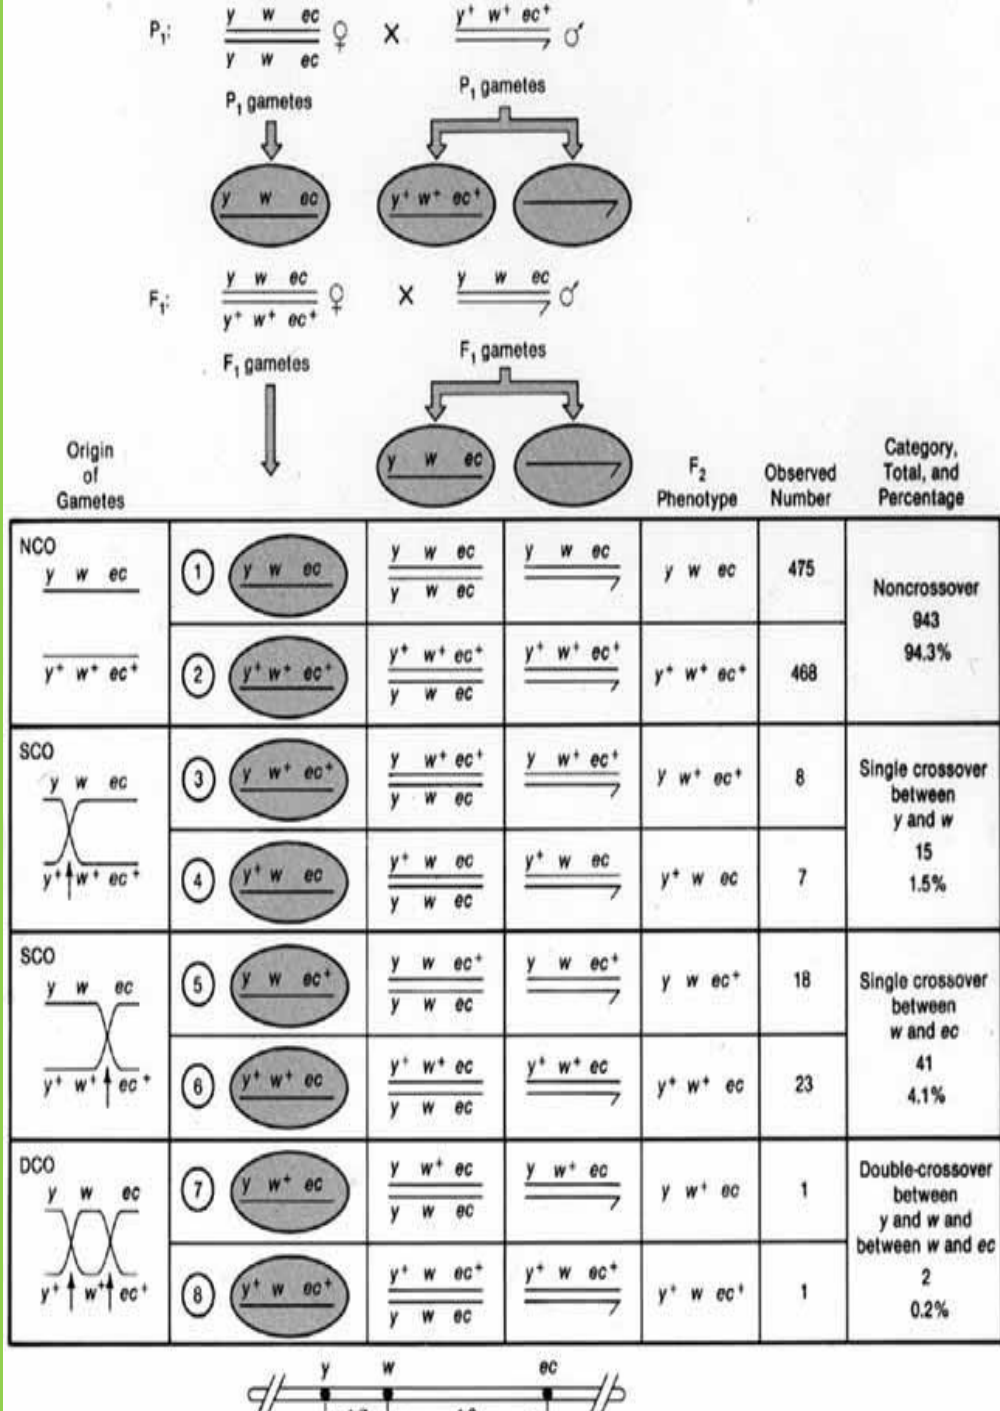 y w ec
P₁:
♀ × y⁺ w⁺ ec⁺ ♂
y w ec
P₁ gametes
P₁ gametes
y w ec
y⁺ w⁺ ec⁺
y w ec
F₁:
♀ × y w ec ♂
y⁺ w⁺ ec⁺
F₁ gametes
F₁ gametes
y w ec
Origin
of
Gametes
F₂
Phenotype
Observed
Number
Category,
Total, and
Percentage
NCO
y w ec
y⁺ w⁺ ec⁺
1
y w ec
y w ec
y w ec
y w ec
y w ec
475
2
y⁺ w⁺ ec⁺
y⁺ w⁺ ec⁺
y w ec
y⁺ w⁺ ec⁺
y⁺ w⁺ ec⁺
468
Noncrossover
943
94.3%
SCO
y w ec
y⁺ w⁺ ec⁺
3
y w⁺ ec⁺
y w⁺ ec⁺
y w ec
y w⁺ ec⁺
y w⁺ ec⁺
8
4
y⁺ w ec
y⁺ w ec
y w ec
y⁺ w ec
y⁺ w ec
7
Single crossover
between
y and w
15
1.5%
SCO
y w ec
y⁺ w⁺ ec⁺
5
y w ec⁺
y w ec⁺
y w ec
y w ec⁺
y w ec⁺
18
6
y⁺ w⁺ ec
y⁺ w⁺ ec
y w ec
y⁺ w⁺ ec
y⁺ w⁺ ec
23
Single crossover
between
w and ec
41
4.1%
DCO
y w ec
y⁺ w⁺ ec⁺
7
y w⁺ ec
y w⁺ ec
y w ec
y w⁺ ec
y w⁺ ec
1
8
y⁺ w ec⁺
y⁺ w ec⁺
y w ec
y⁺ w ec⁺
y⁺ w ec⁺
1
Double-crossover
between
y and w and
between w and ec
2
0.2%
y w ec